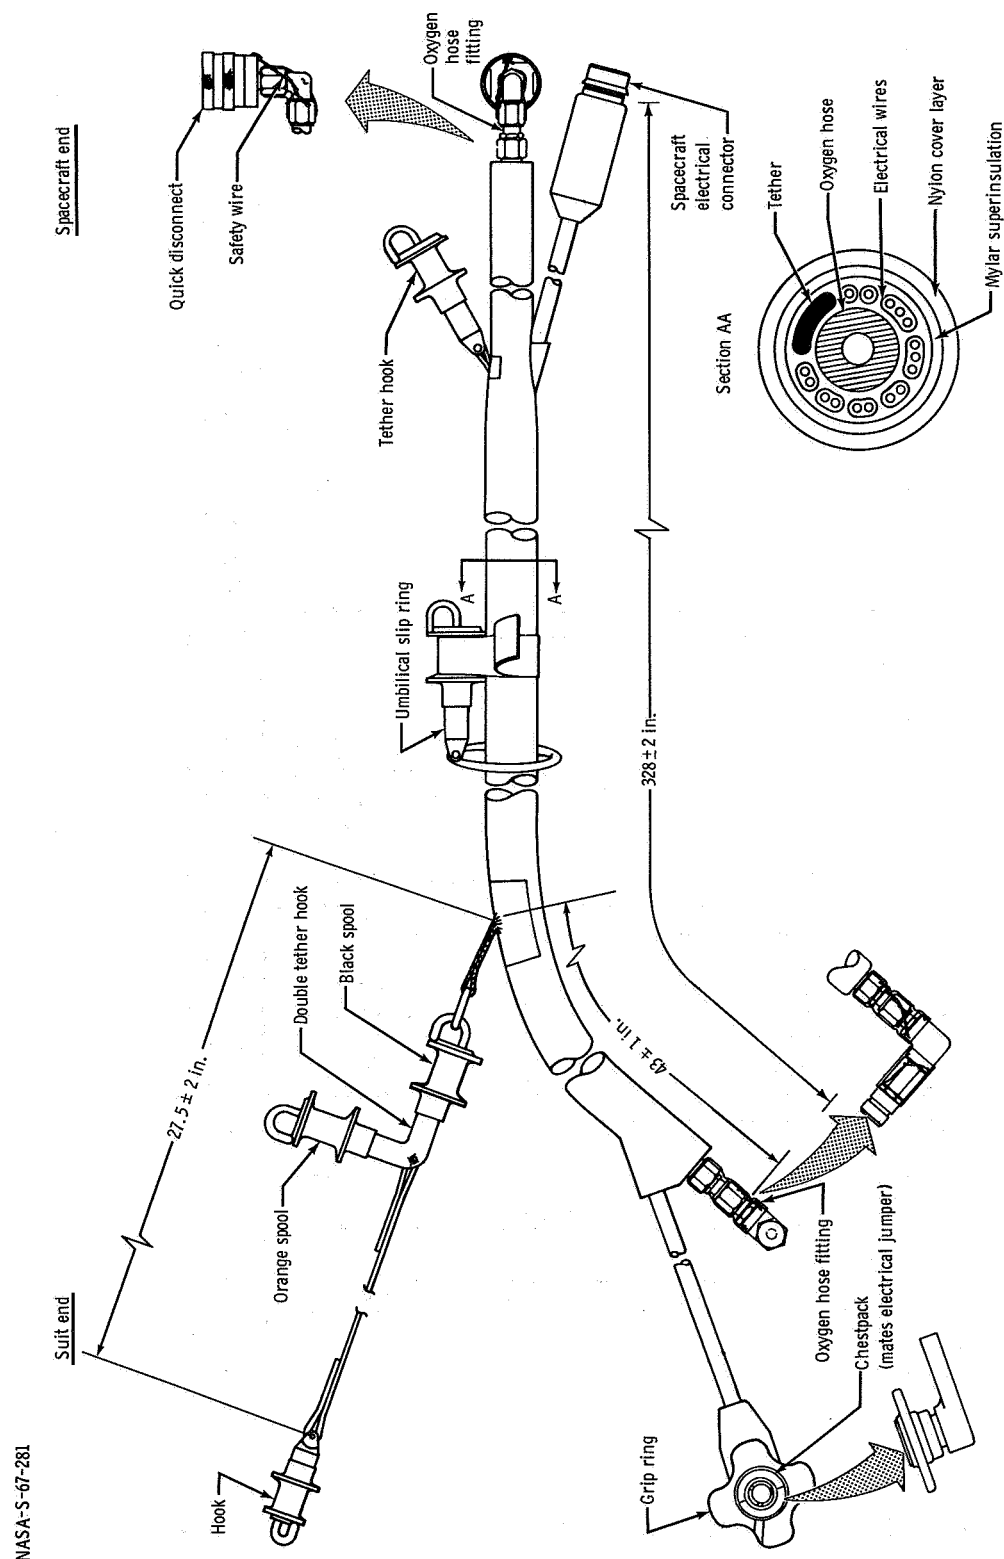 NASA-S-67-281
Suit end
Spacecraft end
Quick disconnect
Safety wire
Oxygen
hose
fitting
Tether hook
Spacecraft
electrical
connector
Umbilical slip ring
A
A
Section AA
Tether
Oxygen hose
Electrical wires
Nylon cover layer
Mylar superinsulation
27.5 ± 2 in.
Double tether hook
Black spool
Orange spool
Hook
328 ± 2 in.
43 ± 1 in.
Oxygen hose fitting
Chestpack
(mates electrical jumper)
Grip ring